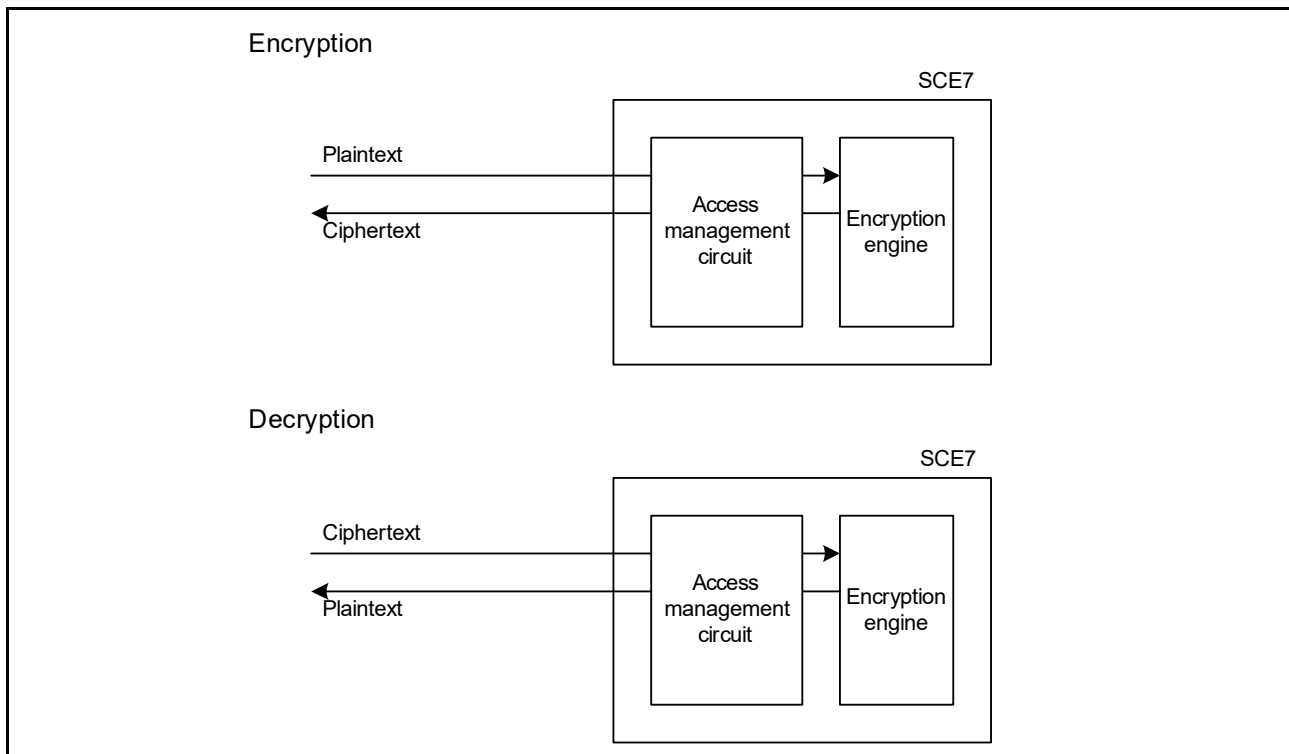 Encryption
SCE7
Plaintext
Ciphertext
Access
management
circuit
Encryption
engine
Decryption
SCE7
Ciphertext
Plaintext
Access
management
circuit
Encryption
engine